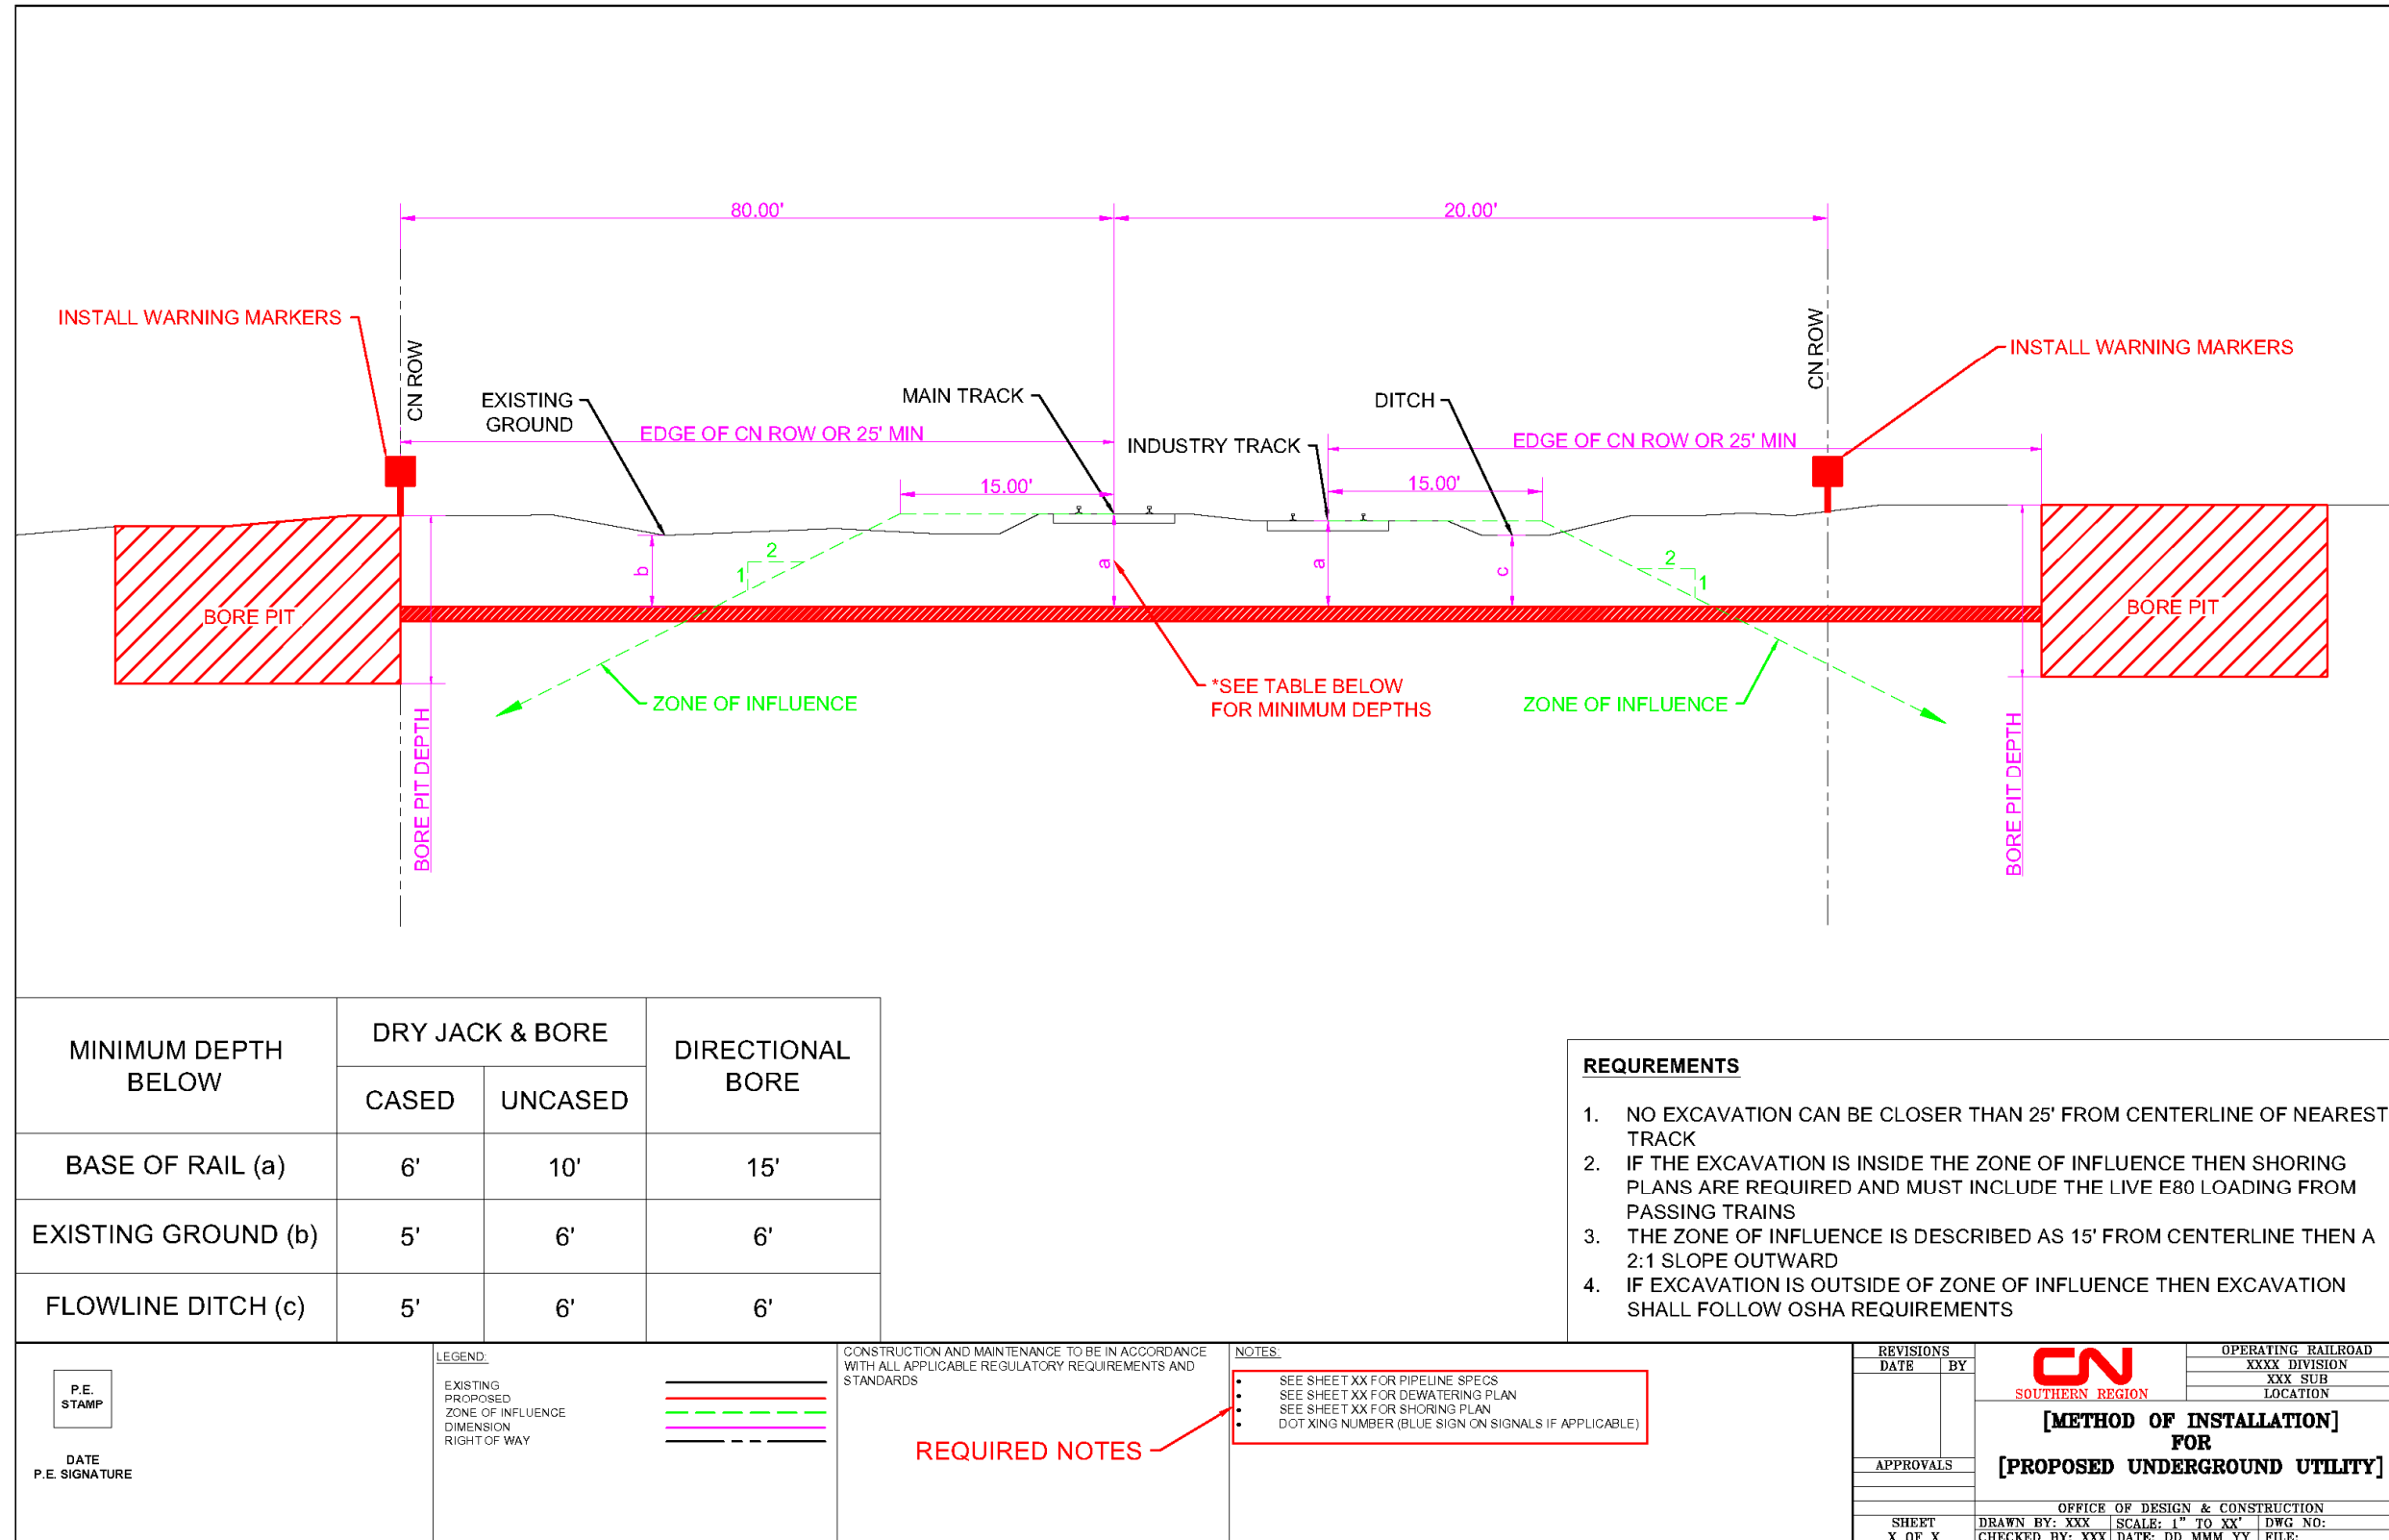 80.00'
20.00'
INSTALL WARNING MARKERS
CN ROW
CN ROW
INSTALL WARNING MARKERS
EXISTING
GROUND
MAIN TRACK
DITCH
EDGE OF CN ROW OR 25' MIN
INDUSTRY TRACK
EDGE OF CN ROW OR 25' MIN
15.00'
15.00'
2
1
b
a
a
c
2
1
BORE PIT
BORE PIT
*SEE TABLE BELOW
FOR MINIMUM DEPTHS
ZONE OF INFLUENCE
ZONE OF INFLUENCE
BORE PIT DEPTH
BORE PIT DEPTH
MINIMUM DEPTH
BELOW
DRY JACK & BORE
DIRECTIONAL
BORE
CASED
UNCASED
BASE OF RAIL (a)
6'
10'
15'
EXISTING GROUND (b)
5'
6'
6'
FLOWLINE DITCH (c)
5'
6'
6'
REQUREMENTS
1. NO EXCAVATION CAN BE CLOSER THAN 25' FROM CENTERLINE OF NEAREST
TRACK
2. IF THE EXCAVATION IS INSIDE THE ZONE OF INFLUENCE THEN SHORING
PLANS ARE REQUIRED AND MUST INCLUDE THE LIVE E80 LOADING FROM
PASSING TRAINS
3. THE ZONE OF INFLUENCE IS DESCRIBED AS 15' FROM CENTERLINE THEN A
2:1 SLOPE OUTWARD
4. IF EXCAVATION IS OUTSIDE OF ZONE OF INFLUENCE THEN EXCAVATION
SHALL FOLLOW OSHA REQUIREMENTS
P.E.
STAMP
DATE
P.E. SIGNATURE
LEGEND:
EXISTING
PROPOSED
ZONE OF INFLUENCE
DIMENSION
RIGHT OF WAY
CONSTRUCTION AND MAINTENANCE TO BE IN ACCORDANCE
WITH ALL APPLICABLE REGULATORY REQUIREMENTS AND
STANDARDS
REQUIRED NOTES
NOTES:
• SEE SHEET XX FOR PIPELINE SPECS
• SEE SHEET XX FOR DEWATERING PLAN
• SEE SHEET XX FOR SHORING PLAN
• DOT XING NUMBER (BLUE SIGN ON SIGNALS IF APPLICABLE)
REVISIONS
DATE BY
APPROVALS
SHEET
X OF X
CN
SOUTHERN REGION
OPERATING RAILROAD
XXXX DIVISION
XXX SUB
LOCATION
[METHOD OF INSTALLATION]
FOR
[PROPOSED UNDERGROUND UTILITY]
OFFICE OF DESIGN & CONSTRUCTION
DRAWN BY: XXX SCALE: 1" TO XX' DWG NO:
CHECKED BY: XXX DATE: DD MMM YY FILE: